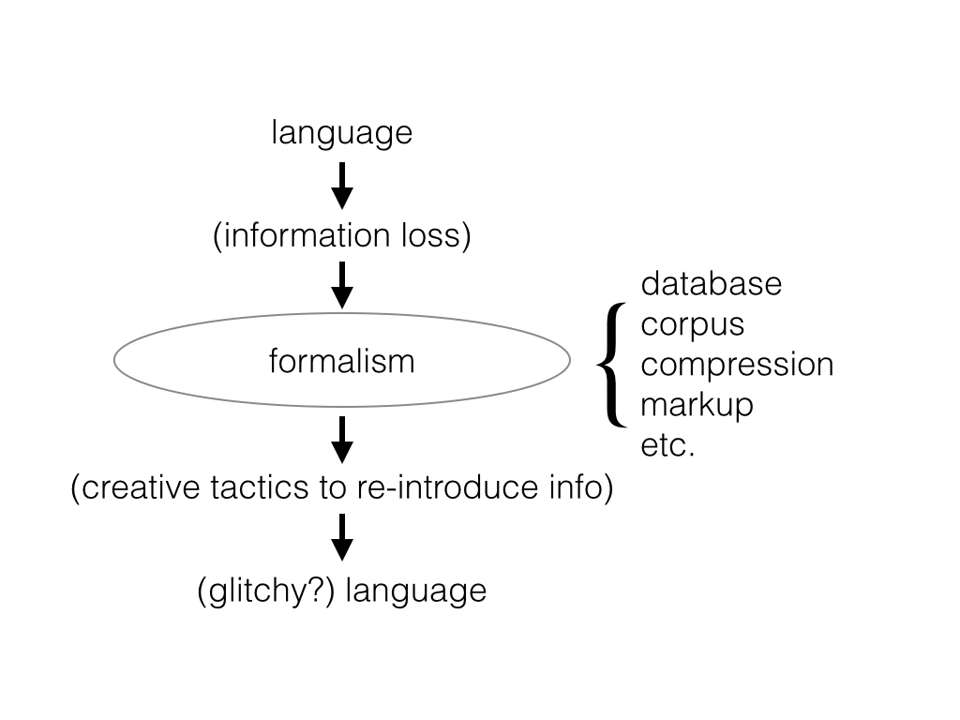 language
(information loss)
formalism
{
database
corpus
compression
markup
etc.
(creative tactics to re-introduce info)
(glitchy?) language